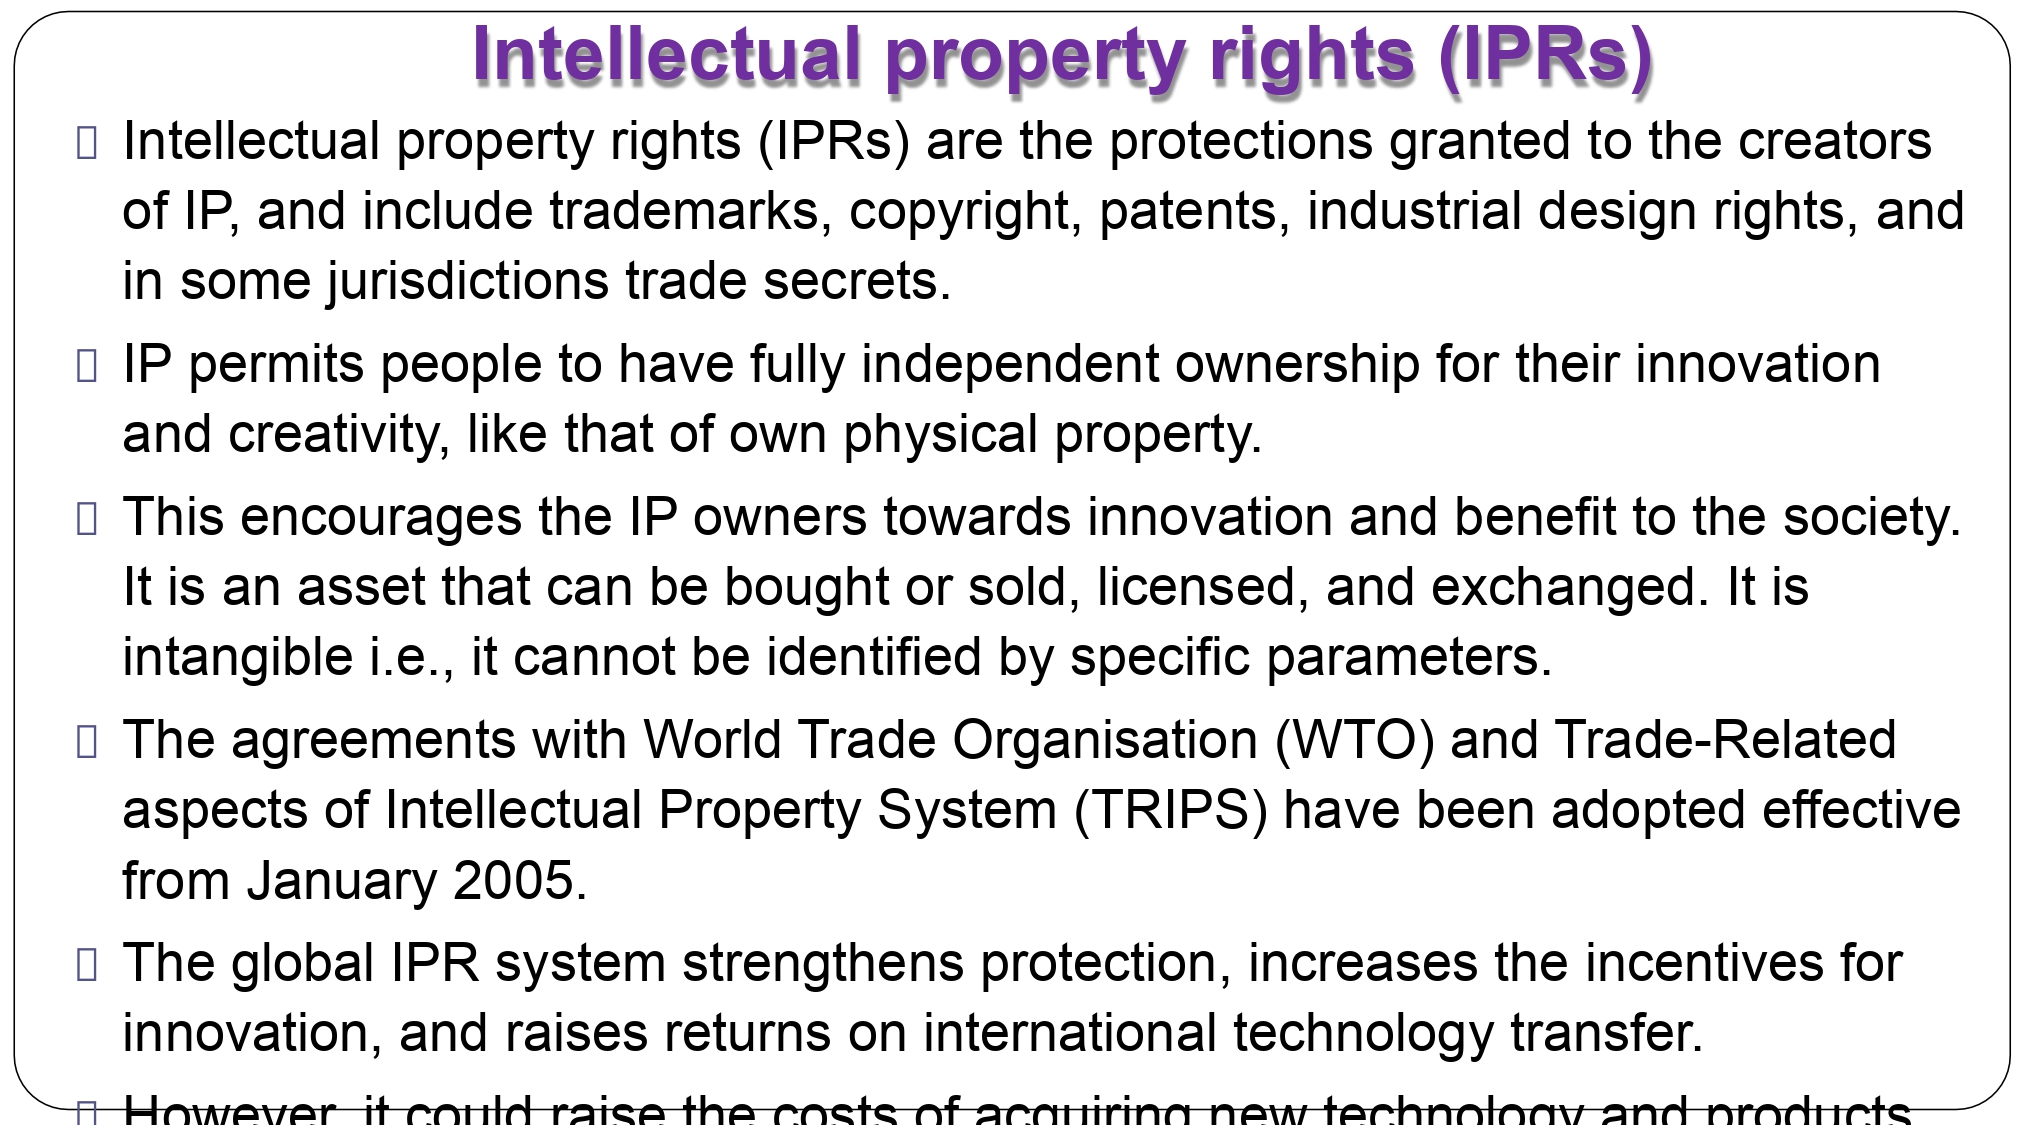 Intellectual property rights (IPRs)
Intellectual property rights (IPRs) are the protections granted to the creators
of IP, and include trademarks, copyright, patents, industrial design rights, and
in some jurisdictions trade secrets.
IP permits people to have fully independent ownership for their innovation
and creativity, like that of own physical property.
This encourages the IP owners towards innovation and benefit to the society.
It is an asset that can be bought or sold, licensed, and exchanged. It is
intangible i.e., it cannot be identified by specific parameters.
The agreements with World Trade Organisation (WTO) and Trade-Related
aspects of Intellectual Property System (TRIPS) have been adopted effective
from January 2005.
The global IPR system strengthens protection, increases the incentives for
innovation, and raises returns on international technology transfer.
However, it could raise the costs of acquiring new technology and products